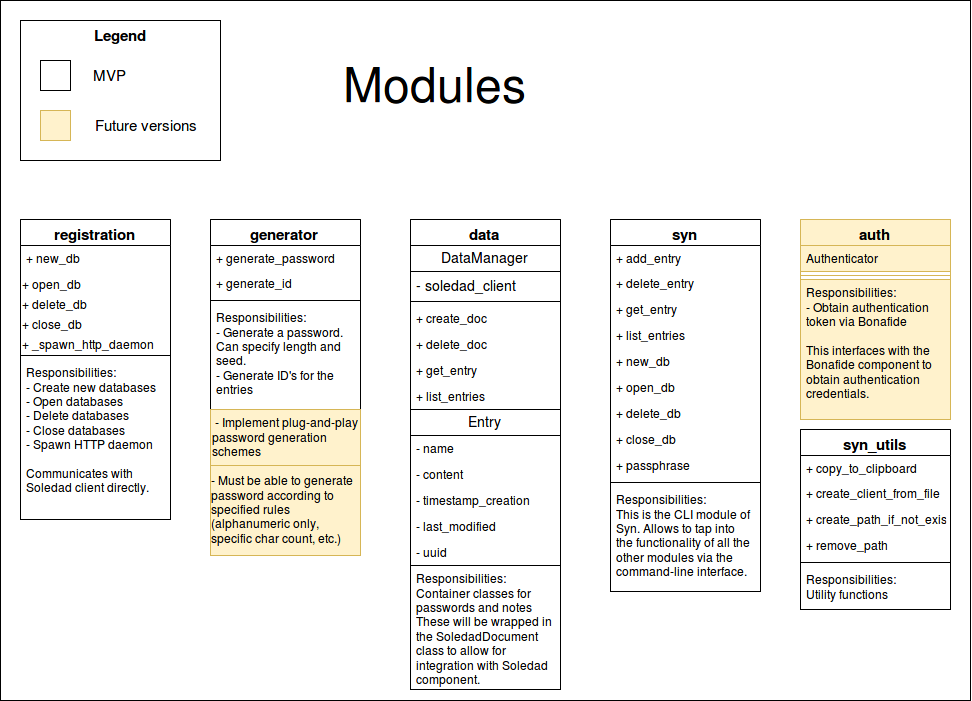 Legend
MVP
Future versions
Modules
registration
+ new_db
+ open_db
+ delete_db
+ close_db
+ _spawn_http_daemon
Responsibilities:
- Create new databases
- Open databases
- Delete databases
- Close databases
- Spawn HTTP daemon
Communicates with
Soledad client directly.
generator
+ generate_password
+ generate_id
Responsibilities:
- Generate a password.
Can specify length and
seed.
- Generate ID's for the
entries
- Implement plug-and-play
password generation
schemes
- Must be able to generate
password according to
specified rules
(alphanumeric only,
specific char count, etc.)
data
DataManager
- soledad_client
+ create_doc
+ delete_doc
+ get_entry
+ list_entries
Entry
- name
- content
- timestamp_creation
- last_modified
- uuid
Responsibilities:
Container classes for
passwords and notes
These will be wrapped in
the SoledadDocument
class to allow for
integration with Soledad
component.
syn
+ add_entry
+ delete_entry
+ get_entry
+ list_entries
+ new_db
+ open_db
+ delete_db
+ close_db
+ passphrase
Responsibilities:
This is the CLI module of
Syn. Allows to tap into
the functionality of all the
other modules via the
command-line interface.
auth
Authenticator
Responsibilities:
- Obtain authentication
token via Bonafide
This interfaces with the
Bonafide component to
obtain authentication
credentials.
syn_utils
+ copy_to_clipboard
+ create_client_from_file
+ create_path_if_not_exis
+ remove_path
Responsibilities:
Utility functions